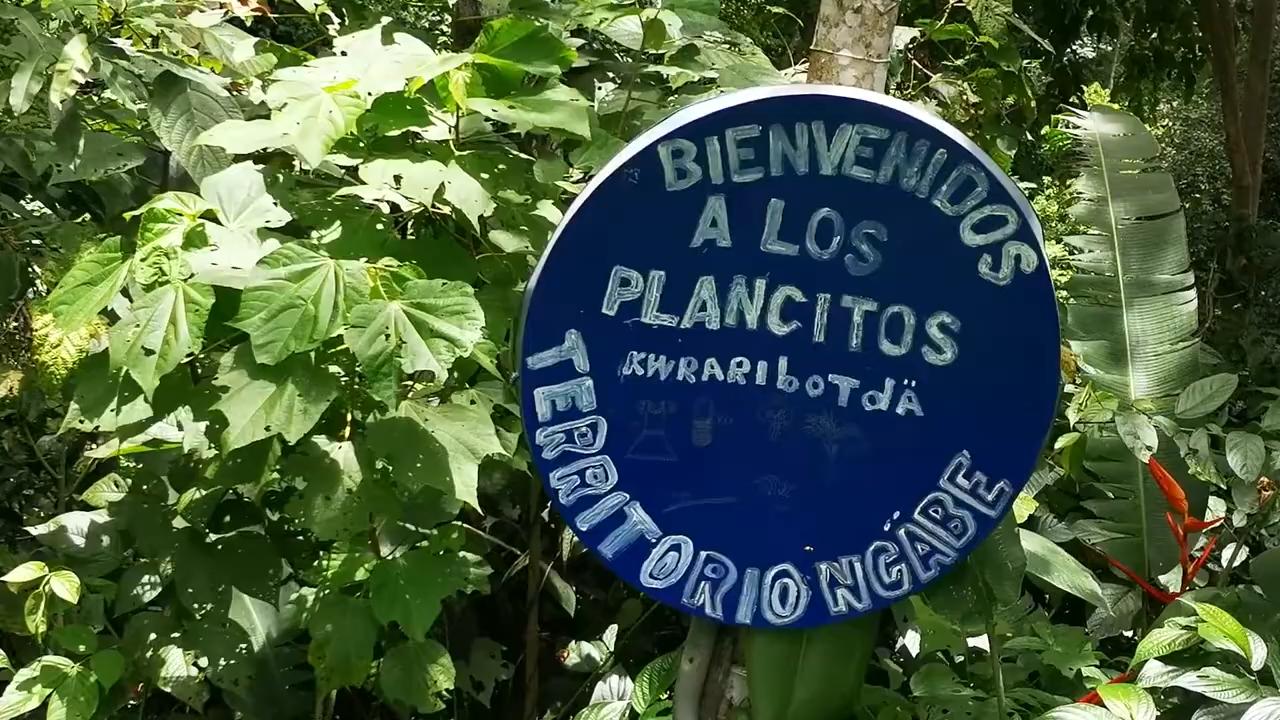 BIENVENIDOS
A LOS
PLANCITOS
KWRARIboTdÄ
TERRITORIO NGÄBE